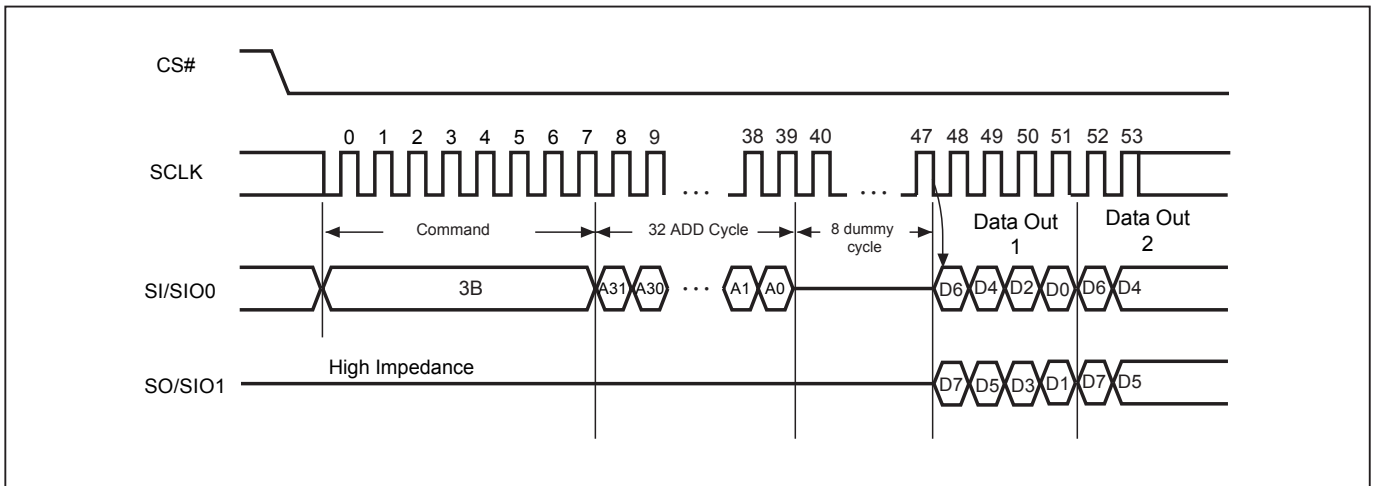 CS#
0 1 2 3 4 5 6 7 8 9 38 39 40 47 48 49 50 51 52 53
SCLK
... ...
Command 32 ADD Cycle 8 dummy cycle Data Out 1 Data Out 2
SI/SIO0 3B A31 A30 ... A1 A0 D6 D4 D2 D0 D6 D4
High Impedance
SO/SIO1 D7 D5 D3 D1 D7 D5